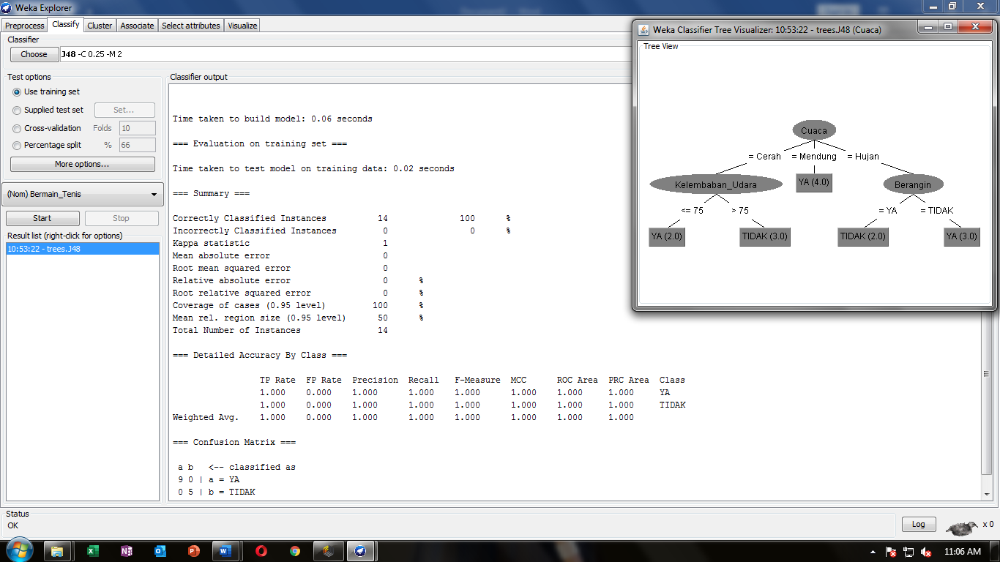 Weka Explorer
Preprocess Classify Cluster Associate Select attributes Visualize
Classifier
Choose J48 -C 0.25 -M 2
Test options
Use training set
Supplied test set Set...
Cross-validation Folds 10
Percentage split % 66
More options...
(Nom) Bermain_Tenis
Start Stop
Result list (right-click for options)
10:53:22 - trees.J48
Classifier output
Time taken to build model: 0.06 seconds
=== Evaluation on training set ===
Time taken to test model on training data: 0.02 seconds
=== Summary ===
Correctly Classified Instances 14 100 %
Incorrectly Classified Instances 0 0 %
Kappa statistic 1
Mean absolute error 0
Root mean squared error 0
Relative absolute error 0 %
Root relative squared error 0 %
Coverage of cases (0.95 level) 100 %
Mean rel. region size (0.95 level) 50 %
Total Number of Instances 14
=== Detailed Accuracy By Class ===
TP Rate FP Rate Precision Recall F-Measure MCC ROC Area PRC Area Class
1.000 0.000 1.000 1.000 1.000 1.000 1.000 1.000 YA
1.000 0.000 1.000 1.000 1.000 1.000 1.000 1.000 TIDAK
Weighted Avg. 1.000 0.000 1.000 1.000 1.000 1.000 1.000 1.000
=== Confusion Matrix ===
a b <-- classified as
9 0 | a = YA
0 5 | b = TIDAK
Weka Classifier Tree Visualizer: 10:53:22 - trees.J48 (Cuaca)
Tree View
Cuaca
= Cerah = Mendung = Hujan
Kelembaban_Udara YA (4.0) Berangin
<= 75 > 75 = YA = TIDAK
YA (2.0) TIDAK (3.0) TIDAK (2.0) YA (3.0)
Status
OK
Log x 0
11:06 AM